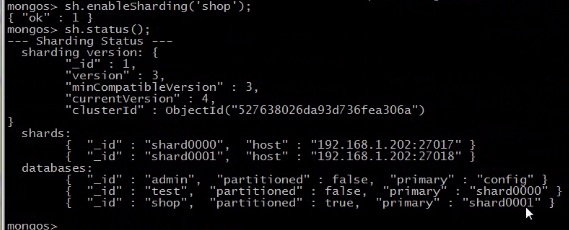 mongos> sh.enableSharding('shop');
{ "ok" : 1 }
mongos> sh.status();
--- Sharding Status ---
  sharding version: {
        "_id" : 1,
        "version" : 3,
        "minCompatibleVersion" : 3,
        "currentVersion" : 4,
        "clusterId" : ObjectId("527638026da93d736fea306a")
}
  shards:
        {  "_id" : "shard0000",  "host" : "192.168.1.202:27017" }
        {  "_id" : "shard0001",  "host" : "192.168.1.202:27018" }
  databases:
        {  "_id" : "admin",  "partitioned" : false,  "primary" : "config" }
        {  "_id" : "test",  "partitioned" : false,  "primary" : "shard0000" }
        {  "_id" : "shop",  "partitioned" : true,  "primary" : "shard0001" }

mongos>